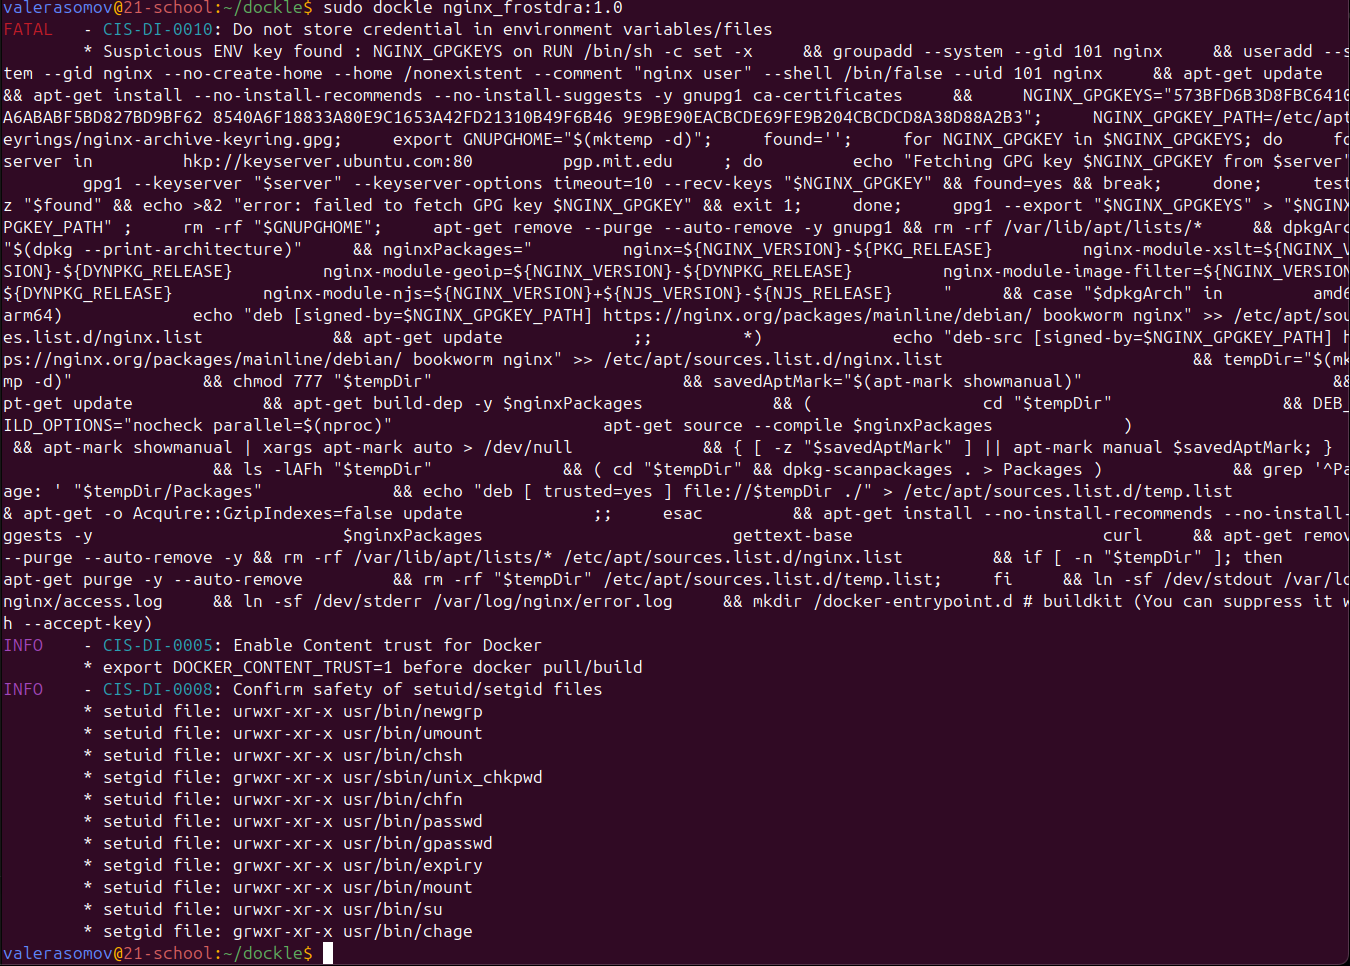 valerasomov@21-school:~/dockle$ sudo dockle nginx_frostdra:1.0
FATAL   - CIS-DI-0010: Do not store credential in environment variables/files
        * Suspicious ENV key found : NGINX_GPGKEYS on RUN /bin/sh -c set -x     && groupadd --system --gid 101 nginx     && useradd --s
tem --gid nginx --no-create-home --home /nonexistent --comment "nginx user" --shell /bin/false --uid 101 nginx     && apt-get update
&& apt-get install --no-install-recommends --no-install-suggests -y gnupg1 ca-certificates     &&     NGINX_GPGKEYS="573BFD6B3D8FBC6410
A6ABABF5BD827BD9BF62 8540A6F18833A80E9C1653A42FD21310B49F6B46 9E9BE90EACBCDE69FE9B204CBCDCD8A38D88A2B3";     NGINX_GPGKEY_PATH=/etc/apt
eyrings/nginx-archive-keyring.gpg;     export GNUPGHOME="$(mktemp -d)";     found='';     for NGINX_GPGKEY in $NGINX_GPGKEYS; do     fo
server in         hkp://keyserver.ubuntu.com:80         pgp.mit.edu     ; do         echo "Fetching GPG key $NGINX_GPGKEY from $server"
        gpg1 --keyserver "$server" --keyserver-options timeout=10 --recv-keys "$NGINX_GPGKEY" && found=yes && break;     done;     test
z "$found" && echo >&2 "error: failed to fetch GPG key $NGINX_GPGKEY" && exit 1;     done;     gpg1 --export "$NGINX_GPGKEYS" > "$NGINX
PGKEY_PATH" ;     rm -rf "$GNUPGHOME";     apt-get remove --purge --auto-remove -y gnupg1 && rm -rf /var/lib/apt/lists/*     && dpkgArc
"$(dpkg --print-architecture)"     && nginxPackages="         nginx=${NGINX_VERSION}-${PKG_RELEASE}         nginx-module-xslt=${NGINX_V
SION}-${DYNPKG_RELEASE}         nginx-module-geoip=${NGINX_VERSION}-${DYNPKG_RELEASE}         nginx-module-image-filter=${NGINX_VERSION
${DYNPKG_RELEASE}         nginx-module-njs=${NGINX_VERSION}+${NJS_VERSION}-${NJS_RELEASE}     "     && case "$dpkgArch" in         amd6
arm64)             echo "deb [signed-by=$NGINX_GPGKEY_PATH] https://nginx.org/packages/mainline/debian/ bookworm nginx" >> /etc/apt/sou
es.list.d/nginx.list             && apt-get update             ;;         *)             echo "deb-src [signed-by=$NGINX_GPGKEY_PATH] h
ps://nginx.org/packages/mainline/debian/ bookworm nginx" >> /etc/apt/sources.list.d/nginx.list                         && tempDir="$(mk
mp -d)"             && chmod 777 "$tempDir"                         && savedAptMark="$(apt-mark showmanual)"                         &&
pt-get update             && apt-get build-dep -y $nginxPackages             && (                 cd "$tempDir"                 && DEB_
ILD_OPTIONS="nocheck parallel=$(nproc)"                     apt-get source --compile $nginxPackages             )
 && apt-mark showmanual | xargs apt-mark auto > /dev/null             && { [ -z "$savedAptMark" ] || apt-mark manual $savedAptMark; }
                     && ls -lAFh "$tempDir"             && ( cd "$tempDir" && dpkg-scanpackages . > Packages )             && grep '^Pa
age: ' "$tempDir/Packages"             && echo "deb [ trusted=yes ] file://$tempDir ./" > /etc/apt/sources.list.d/temp.list
& apt-get -o Acquire::GzipIndexes=false update             ;;     esac         && apt-get install --no-install-recommends --no-install-
ggests -y                         $nginxPackages                         gettext-base                         curl     && apt-get remov
--purge --auto-remove -y && rm -rf /var/lib/apt/lists/* /etc/apt/sources.list.d/nginx.list         && if [ -n "$tempDir" ]; then
apt-get purge -y --auto-remove         && rm -rf "$tempDir" /etc/apt/sources.list.d/temp.list;     fi     && ln -sf /dev/stdout /var/lo
nginx/access.log     && ln -sf /dev/stderr /var/log/nginx/error.log     && mkdir /docker-entrypoint.d # buildkit (You can suppress it w
h --accept-key)
INFO    - CIS-DI-0005: Enable Content trust for Docker
        * export DOCKER_CONTENT_TRUST=1 before docker pull/build
INFO    - CIS-DI-0008: Confirm safety of setuid/setgid files
        * setuid file: urwxr-xr-x usr/bin/newgrp
        * setuid file: urwxr-xr-x usr/bin/umount
        * setuid file: urwxr-xr-x usr/bin/chsh
        * setgid file: grwxr-xr-x usr/sbin/unix_chkpwd
        * setuid file: urwxr-xr-x usr/bin/chfn
        * setuid file: urwxr-xr-x usr/bin/passwd
        * setuid file: urwxr-xr-x usr/bin/gpasswd
        * setgid file: grwxr-xr-x usr/bin/expiry
        * setuid file: urwxr-xr-x usr/bin/mount
        * setuid file: urwxr-xr-x usr/bin/su
        * setgid file: grwxr-xr-x usr/bin/chage
valerasomov@21-school:~/dockle$